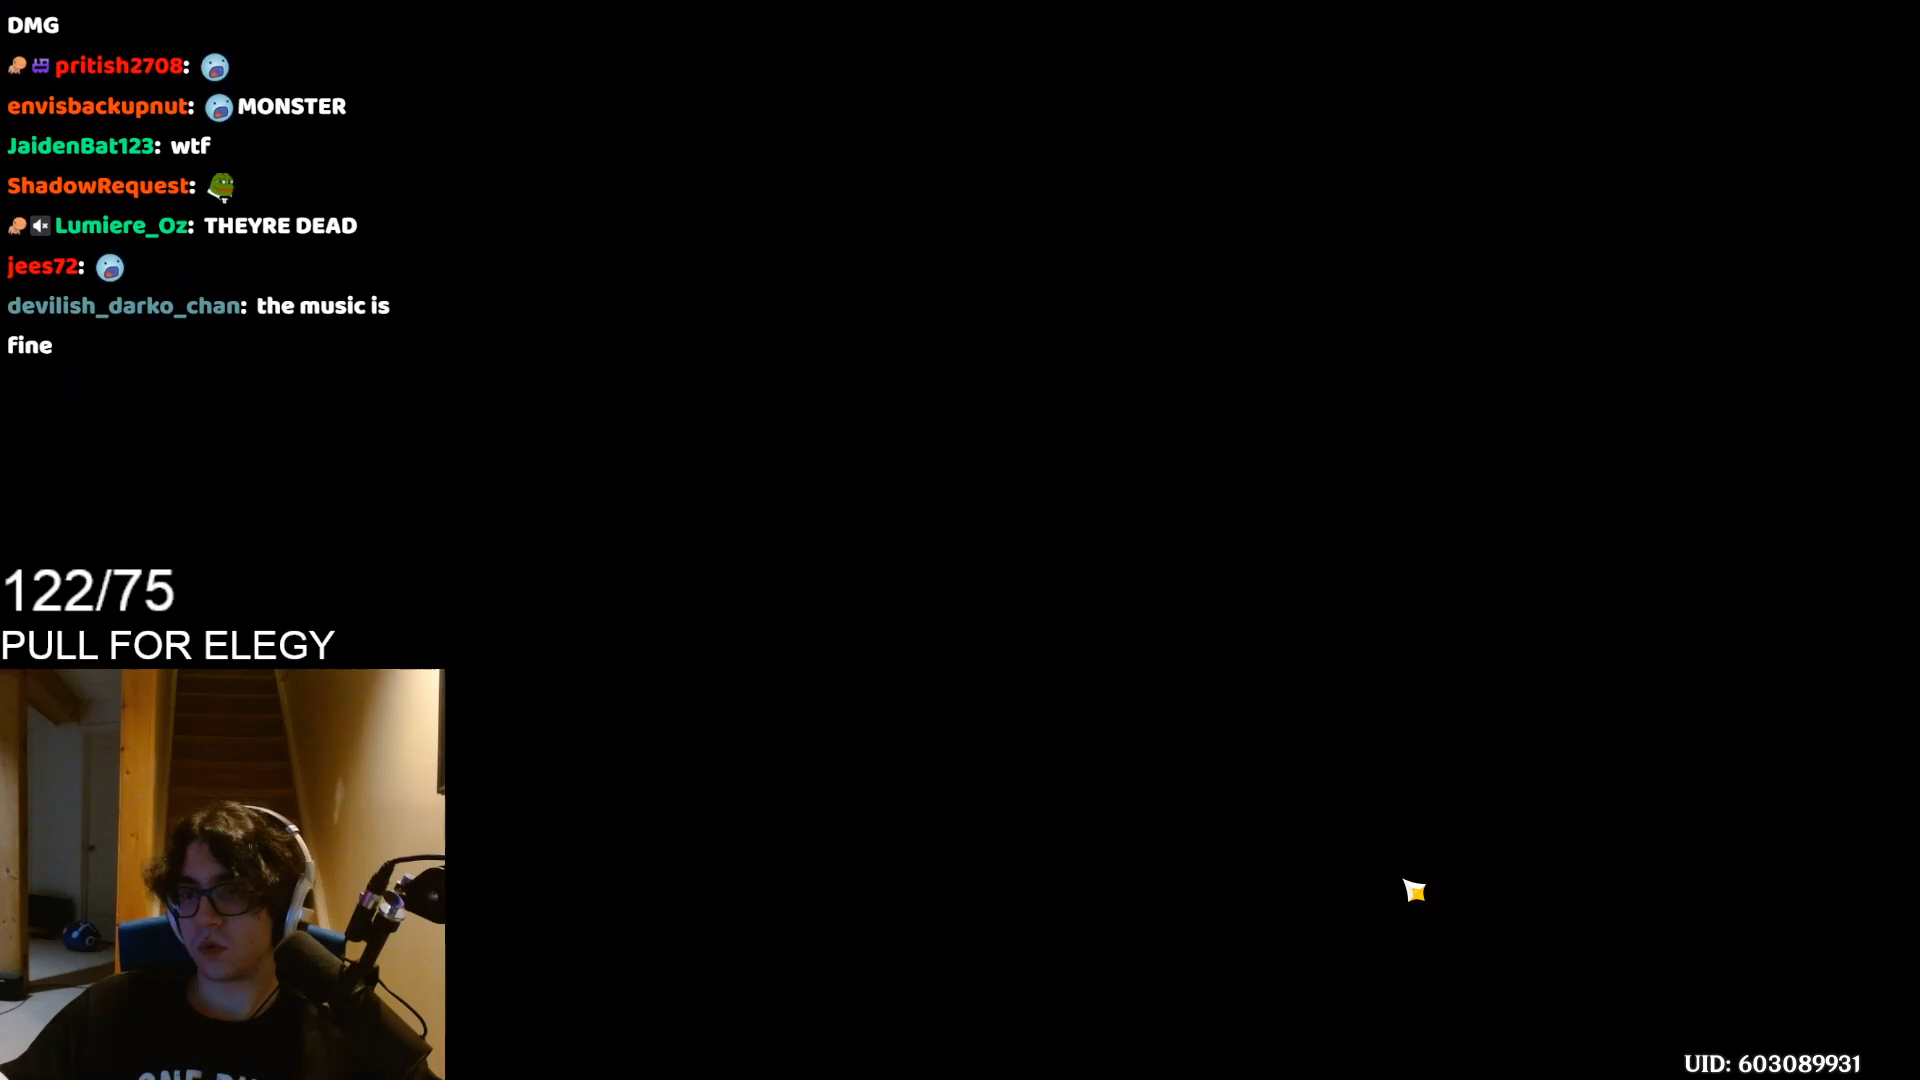 DMG
pritish2708:
envisbackupnut: MONSTER
JaidenBat123: wtf
ShadowRequest:
Lumiere_Oz: THEYRE DEAD
jees72:
devilish_darko_chan: the music is
fine
122/75
PULL FOR ELEGY
UID: 603089931